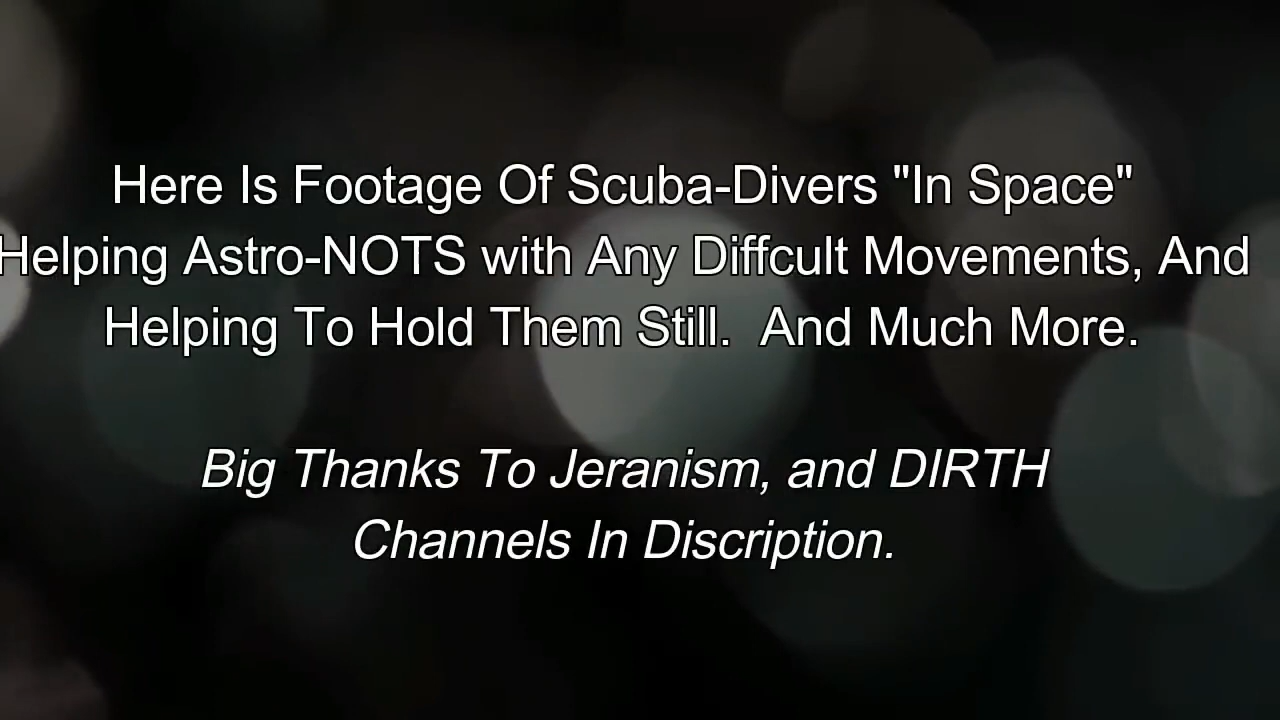 Here Is Footage Of Scuba-Divers "In Space"
Helping Astro-NOTS with Any Diffcult Movements, And
Helping To Hold Them Still.  And Much More.
Big Thanks To Jeranism, and DIRTH
Channels In Discription.